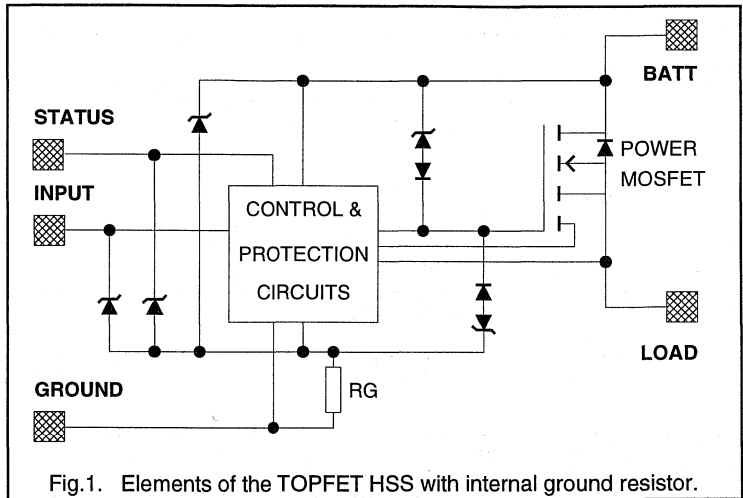 BATT
STATUS
POWER
MOSFET
INPUT
CONTROL &
PROTECTION
CIRCUITS
LOAD
GROUND
RG
Fig.1. Elements of the TOPFET HSS with internal ground resistor.